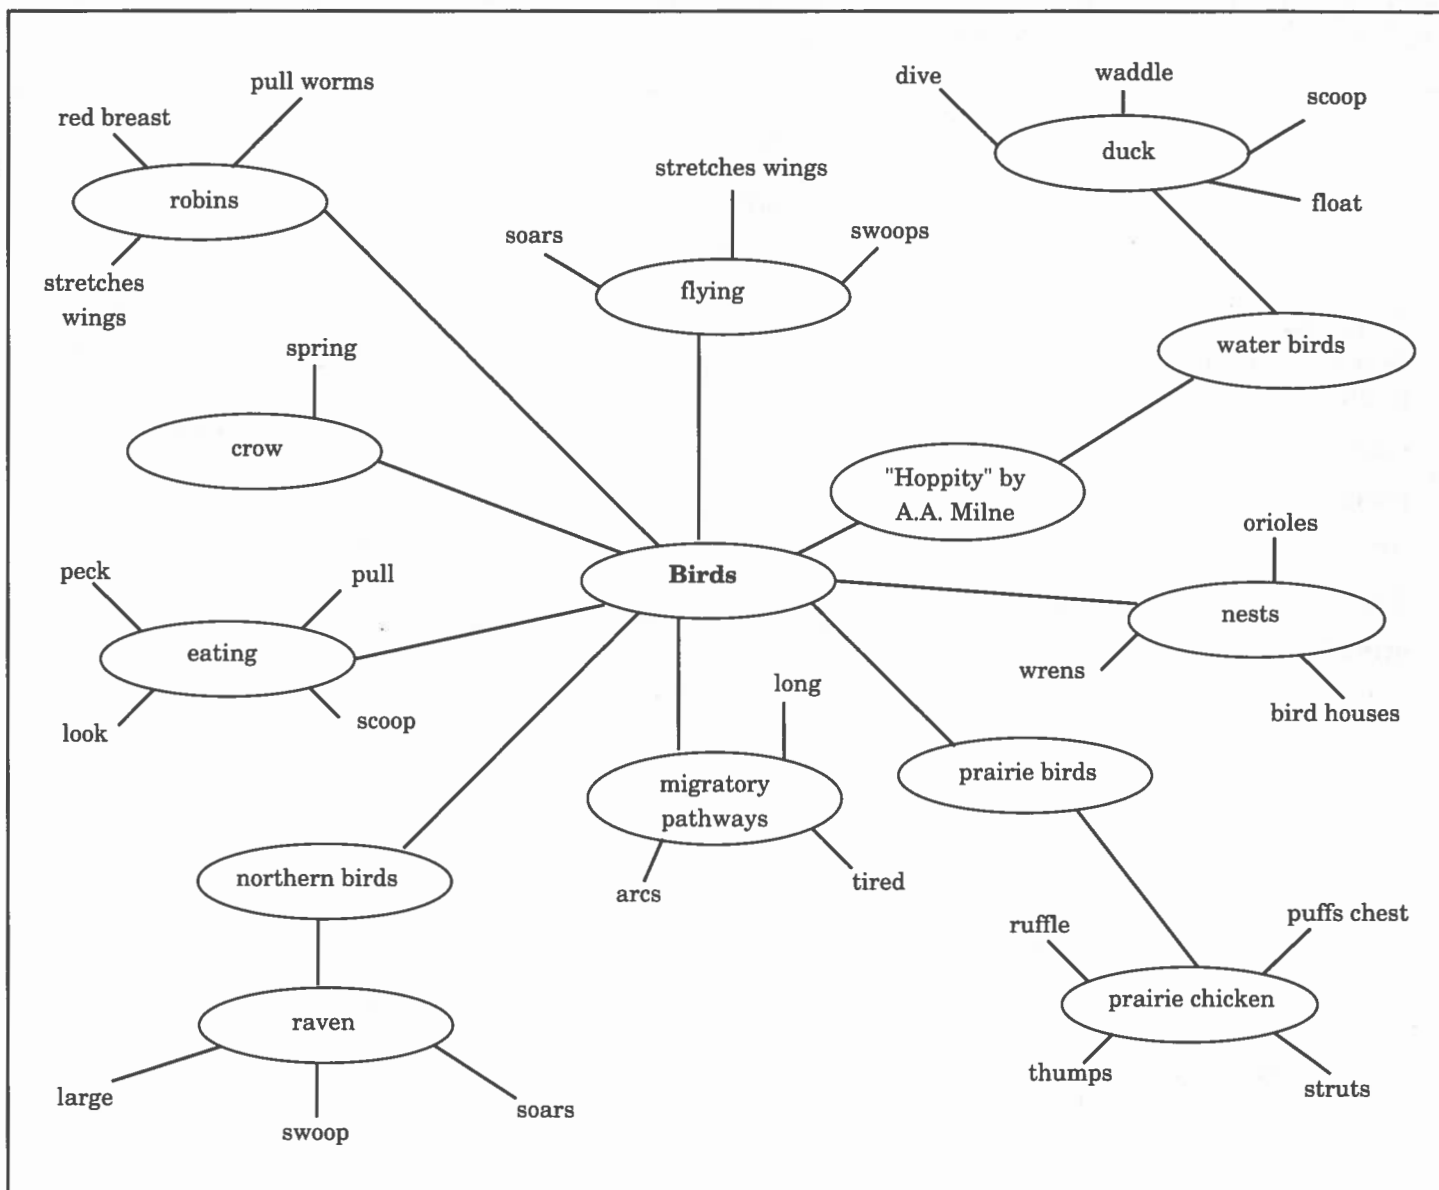 pull worms
red breast
robins
stretches
wings
stretches wings
soars
swoops
flying
dive
waddle
scoop
duck
float
water birds
spring
crow
"Hoppity" by
A.A. Milne
Birds
orioles
nests
wrens
bird houses
peck
pull
eating
look
scoop
long
migratory
pathways
arcs
tired
prairie birds
northern birds
raven
large
swoop
soars
ruffle
puffs chest
prairie chicken
thumps
struts